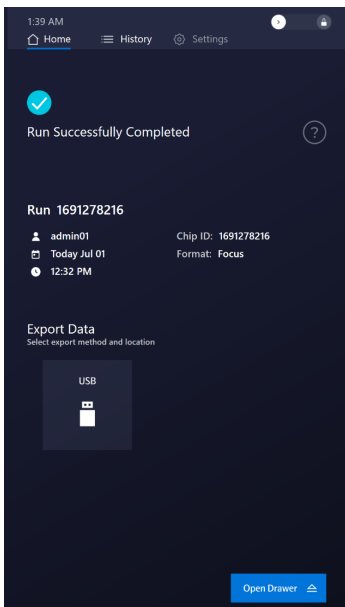 1:39 AM
Home History Settings
Run Successfully Completed
?
Run 1691278216
admin01 Chip ID: 1691278216
Today Jul 01 Format: Focus
12:32 PM
Export Data
Select export method and location
USB
Open Drawer